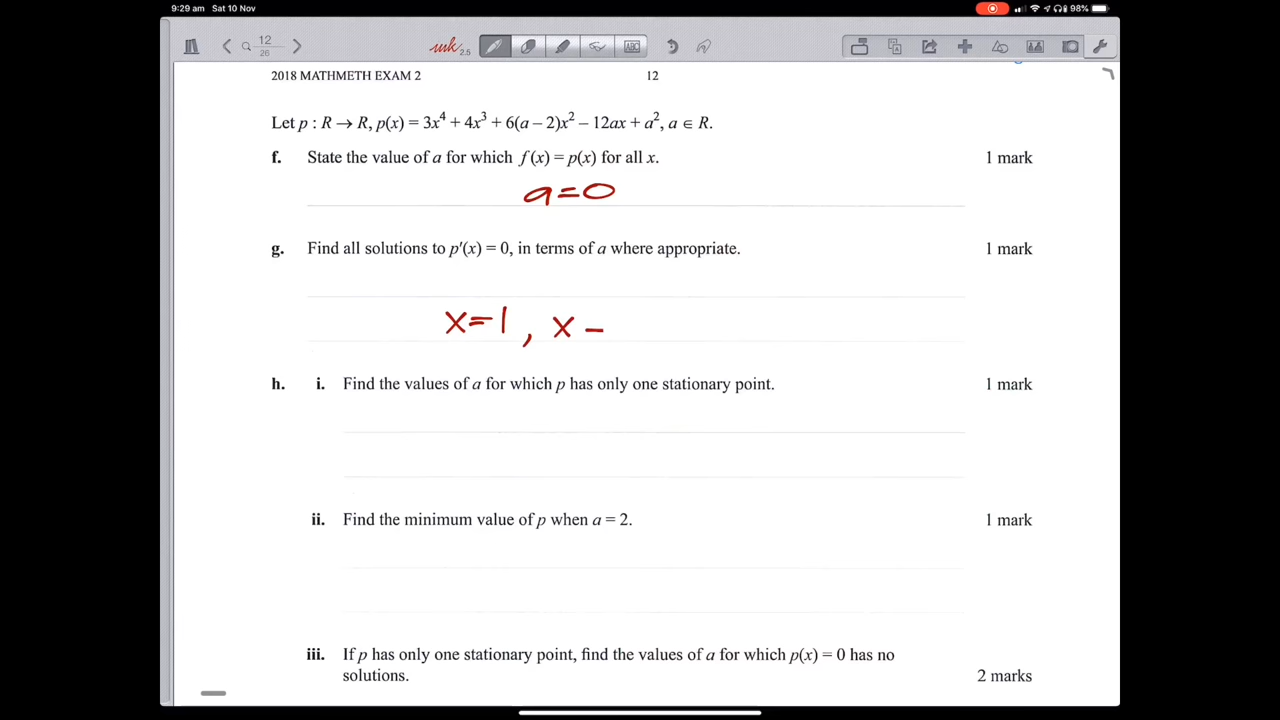 9:29 am Sat 10 Nov 98%
12
26
uk 2.5
ABC
A
2018 MATHMETH EXAM 2 12
Let p : R → R, p(x) = 3x⁴ + 4x³ + 6(a – 2)x² – 12ax + a², a ∈ R.
f. State the value of a for which f(x) = p(x) for all x. 1 mark
a=0
g. Find all solutions to p′(x) = 0, in terms of a where appropriate. 1 mark
x=1, x –
h. i. Find the values of a for which p has only one stationary point. 1 mark
ii. Find the minimum value of p when a = 2. 1 mark
iii. If p has only one stationary point, find the values of a for which p(x) = 0 has no
solutions. 2 marks